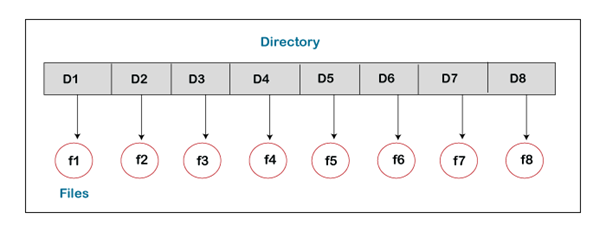 Directory
D1 D2 D3 D4 D5 D6 D7 D8
f1 f2 f3 f4 f5 f6 f7 f8
Files